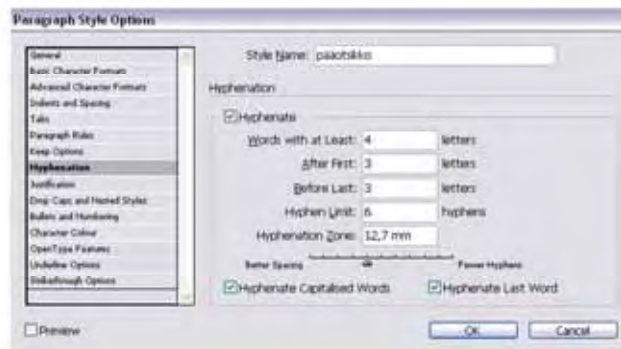 Paragraph Style Options
General
Basic Character Formats
Advanced Character Formats
Indents and Spacing
Tabs
Paragraph Rules
Keep Options
Hyphenation
Justification
Drop Caps and Nested Styles
Bullets and Numbering
Character Colour
OpenType Features
Underline Options
Strikethrough Options
Style Name: paaotsikko
Hyphenation
Hyphenate
Words with at Least: 4 letters
After First: 3 letters
Before Last: 3 letters
Hyphen Limit: 6 hyphens
Hyphenation Zone: 12,7 mm
Better Spacing Fewer Hyphens
Hyphenate Capitalised Words Hyphenate Last Word
Preview OK Cancel